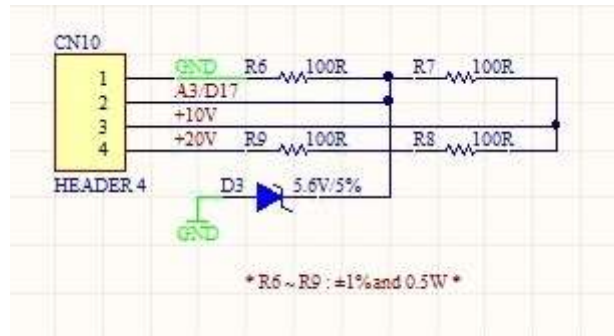 CN10
1 GND R6 100R R7 100R
2 A3/D17
3 +10V
4 +20V R9 100R R8 100R
HEADER 4 D3 5.6V/5%
GND
* R6 ~ R9 : ±1% and 0.5W *